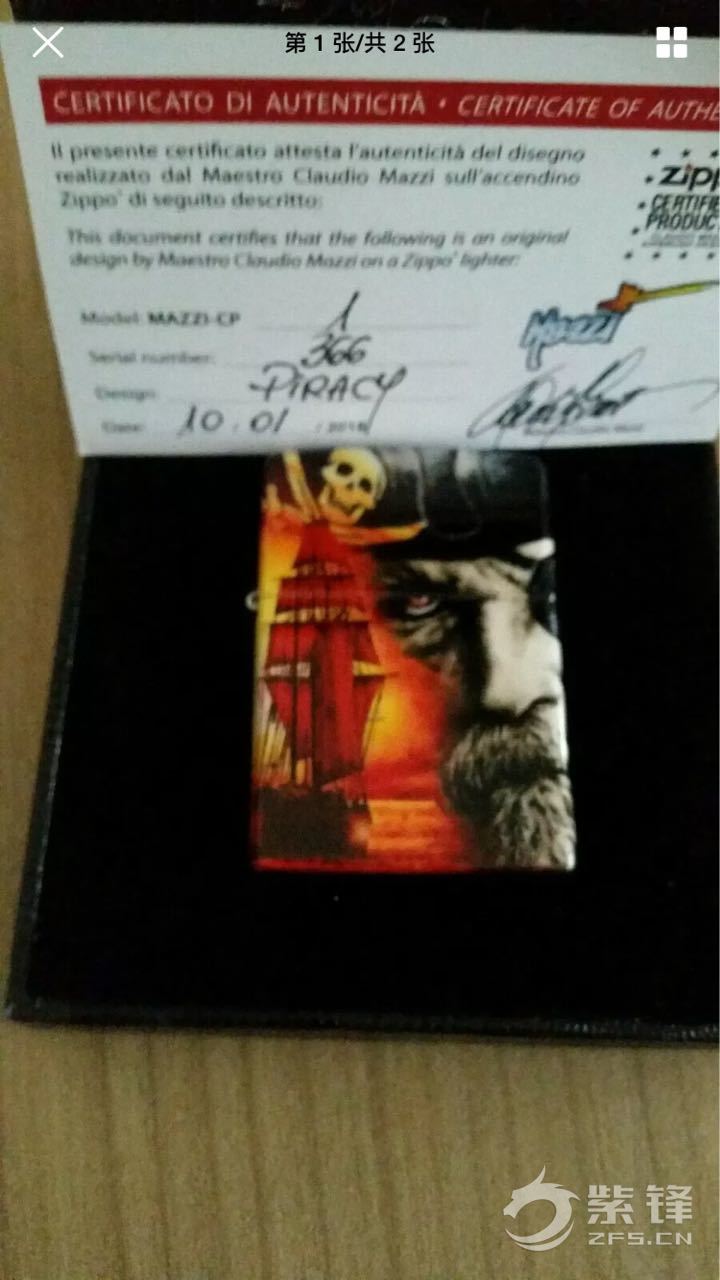 第 1 张/共 2 张
CERTIFICATO DI AUTENTICITÀ • CERTIFICATE OF AUTHE
Il presente certificato attesta l'autenticità del disegno
realizzato dal Maestro Claudio Mazzi sull'accendino
Zippo® di seguito descritto:
This document certifies that the following is an original
design by Maestro Claudio Mazzi on a Zippo® lighter:
zipp
CERTIFIE
PRODUC
Model: MAZZI-CP 1
Serial number: 366
Design: PIRACY
Date: 10.01
Mazzi
紫锋
ZFS.CN